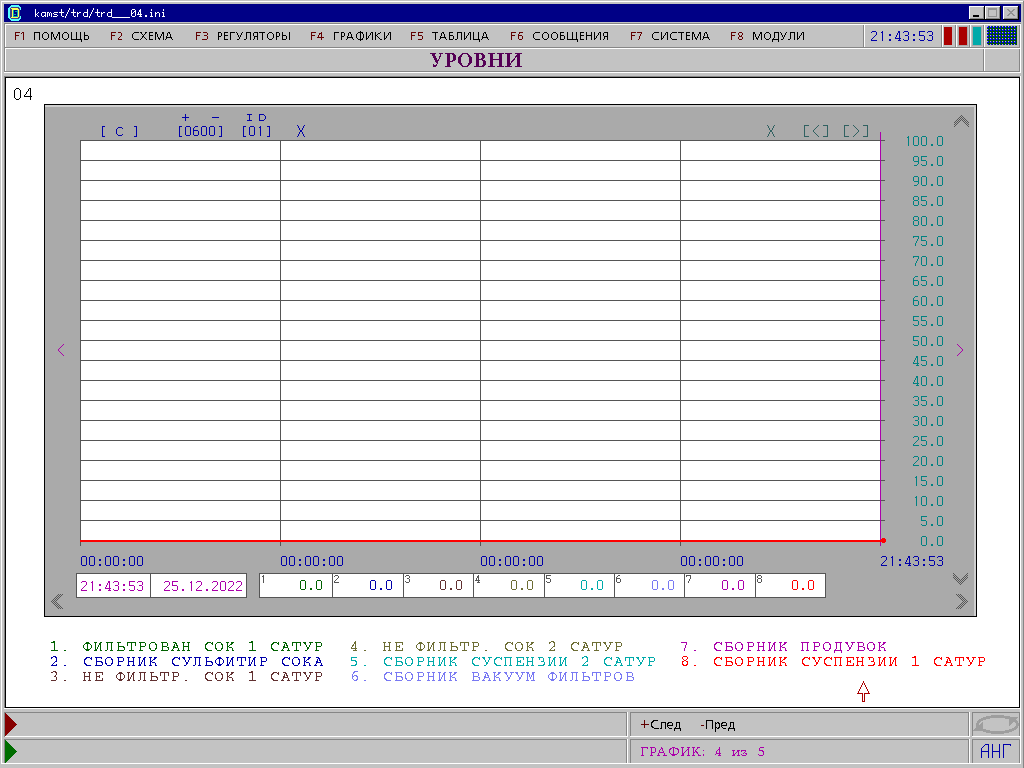 kamst/trd/trd___04.ini
F1 ПОМОЩЬ F2 СХЕМА F3 РЕГУЛЯТОРЫ F4 ГРАФИКИ F5 ТАБЛИЦА F6 СООБЩЕНИЯ F7 СИСТЕМА F8 МОДУЛИ 21:43:53
УРОВНИ
04
+ - ID
[ C ] [0600] [01] X X [<] [>]
100.0
95.0
90.0
85.0
80.0
75.0
70.0
65.0
60.0
55.0
50.0
45.0
40.0
35.0
30.0
25.0
20.0
15.0
10.0
5.0
0.0
00:00:00 00:00:00 00:00:00 00:00:00 21:43:53
21:43:53 25.12.2022 1 0.0 2 0.0 3 0.0 4 0.0 5 0.0 6 0.0 7 0.0 8 0.0
1. ФИЛЬТРОВАН СОК 1 САТУР 4. НЕ ФИЛЬТР. СОК 2 САТУР 7. СБОРНИК ПРОДУВОК
2. СБОРНИК СУЛЬФИТИР СОКА 5. СБОРНИК СУСПЕНЗИИ 2 САТУР 8. СБОРНИК СУСПЕНЗИИ 1 САТУР
3. НЕ ФИЛЬТР. СОК 1 САТУР 6. СБОРНИК ВАКУУМ ФИЛЬТРОВ
+След -Пред
ГРАФИК: 4 из 5 АНГ